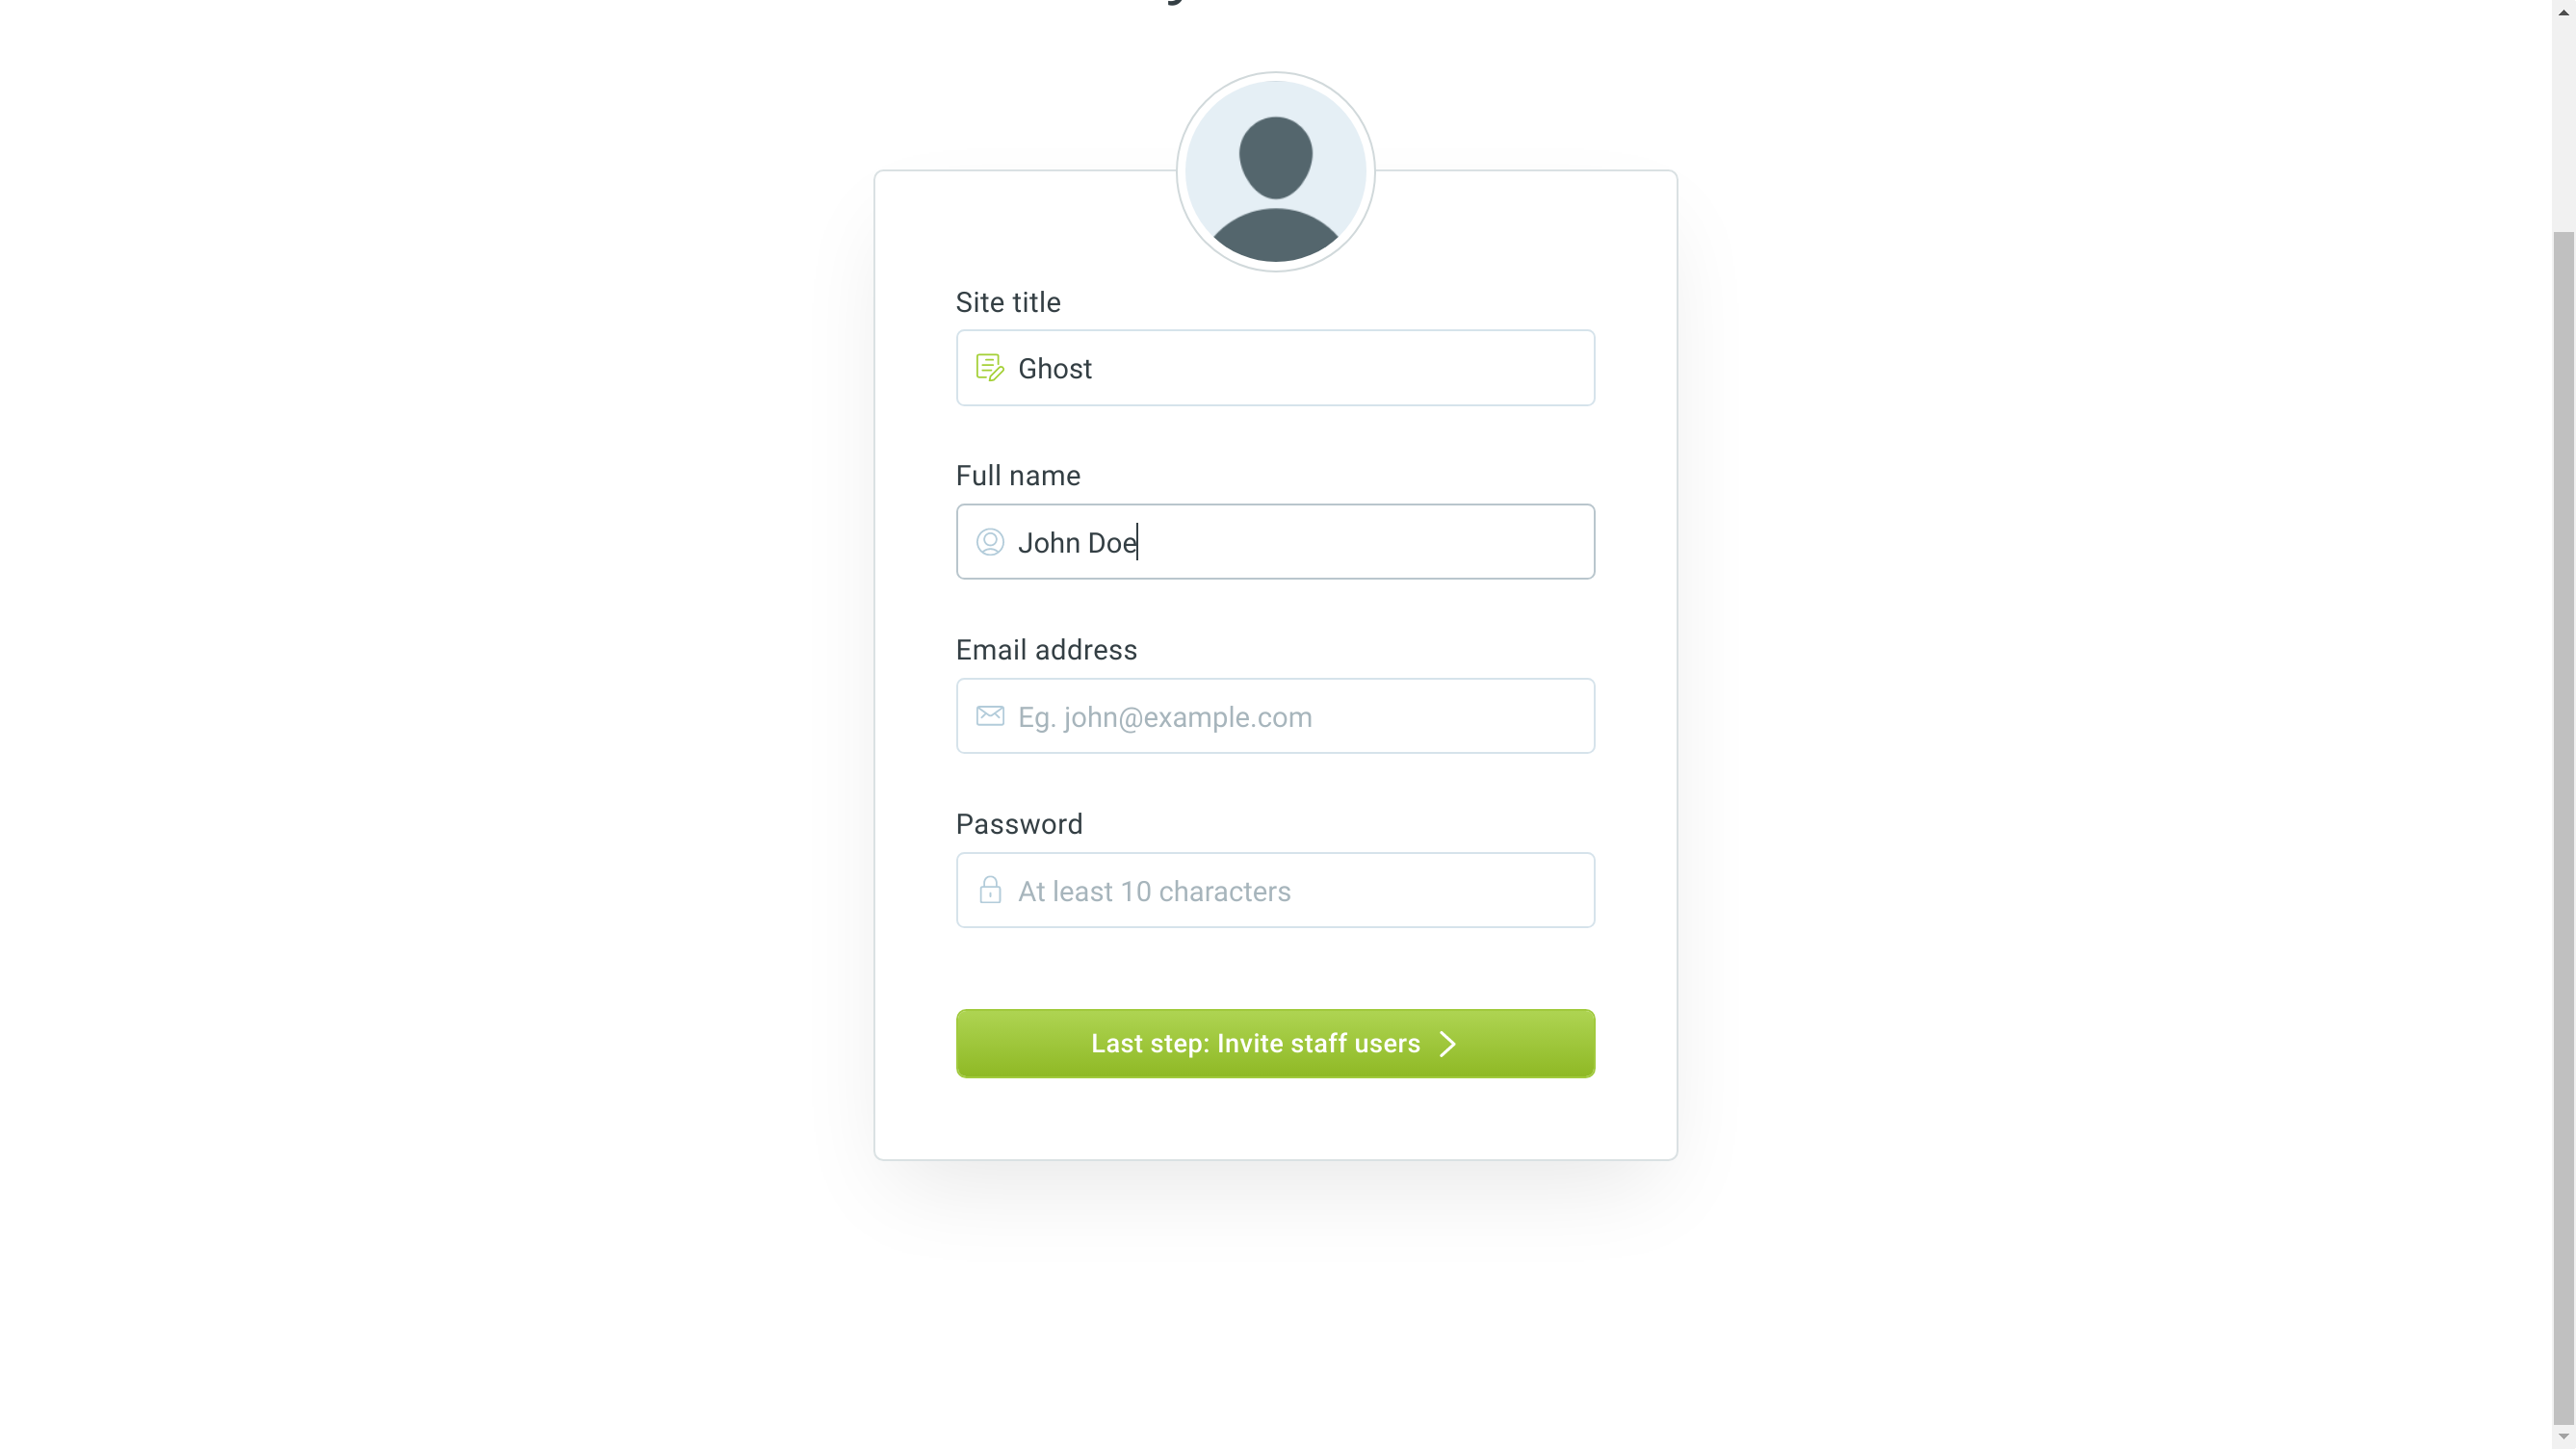 Site title
Ghost
Full name
John Doe
Email address
Eg. john@example.com
Password
At least 10 characters
Last step: Invite staff users